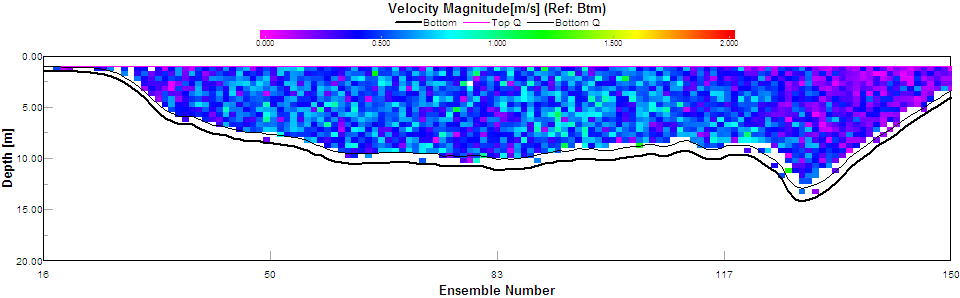 Velocity Magnitude[m/s] (Ref: Btm)
Bottom Top Q Bottom Q
0.000 0.500 1.000 1.500 2.000
0.00
5.00
10.00
15.00
20.00
Depth [m]
16 50 83 117 150
Ensemble Number